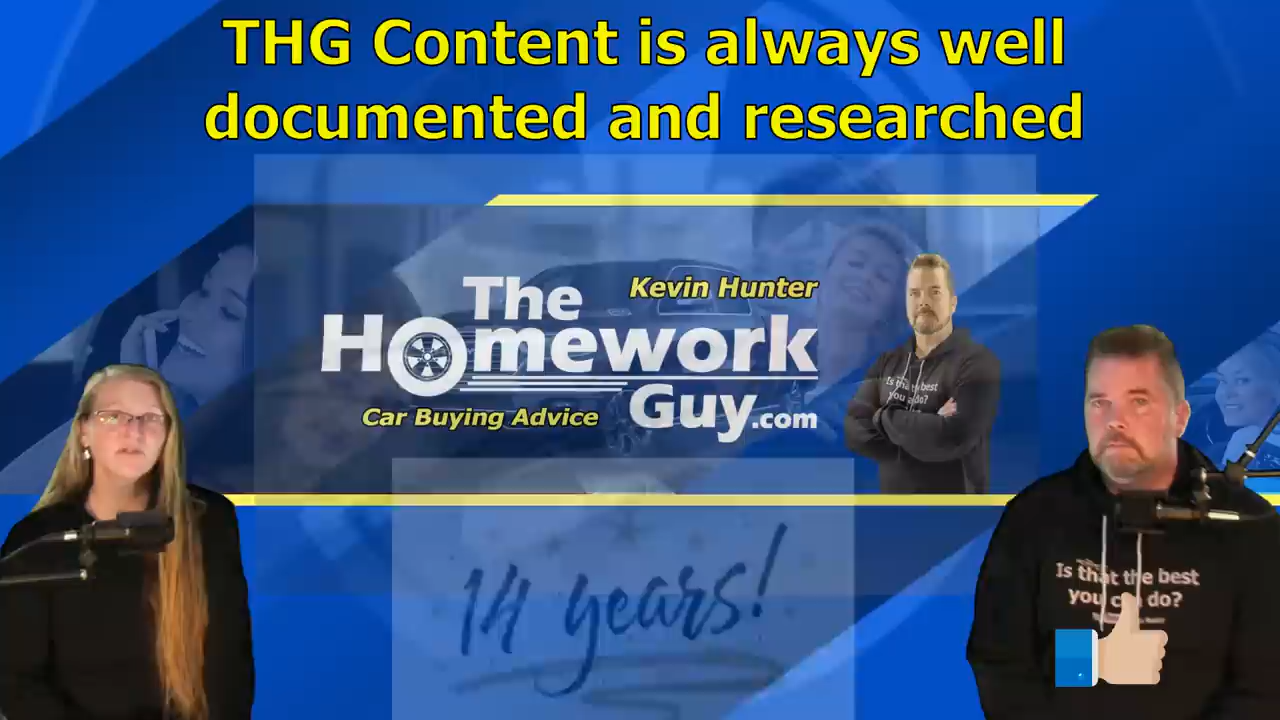 THG Content is always well
documented and researched
The
Kevin Hunter
Homework
Car Buying Advice
Guy.com
Is that the best
you do?
14 years!
Is that the best
you can do?